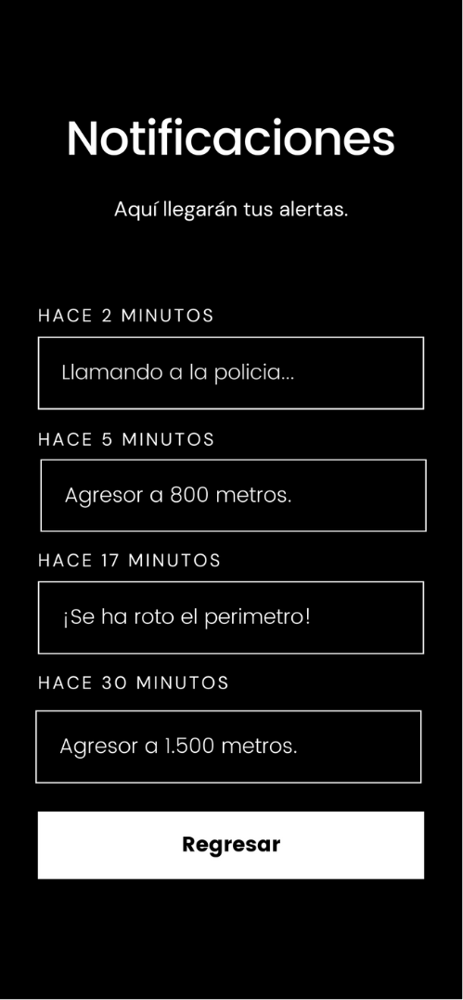 Notificaciones
Aquí llegarán tus alertas.
HACE 2 MINUTOS
Llamando a la policia...
HACE 5 MINUTOS
Agresor a 800 metros.
HACE 17 MINUTOS
¡Se ha roto el perimetro!
HACE 30 MINUTOS
Agresor a 1.500 metros.
Regresar